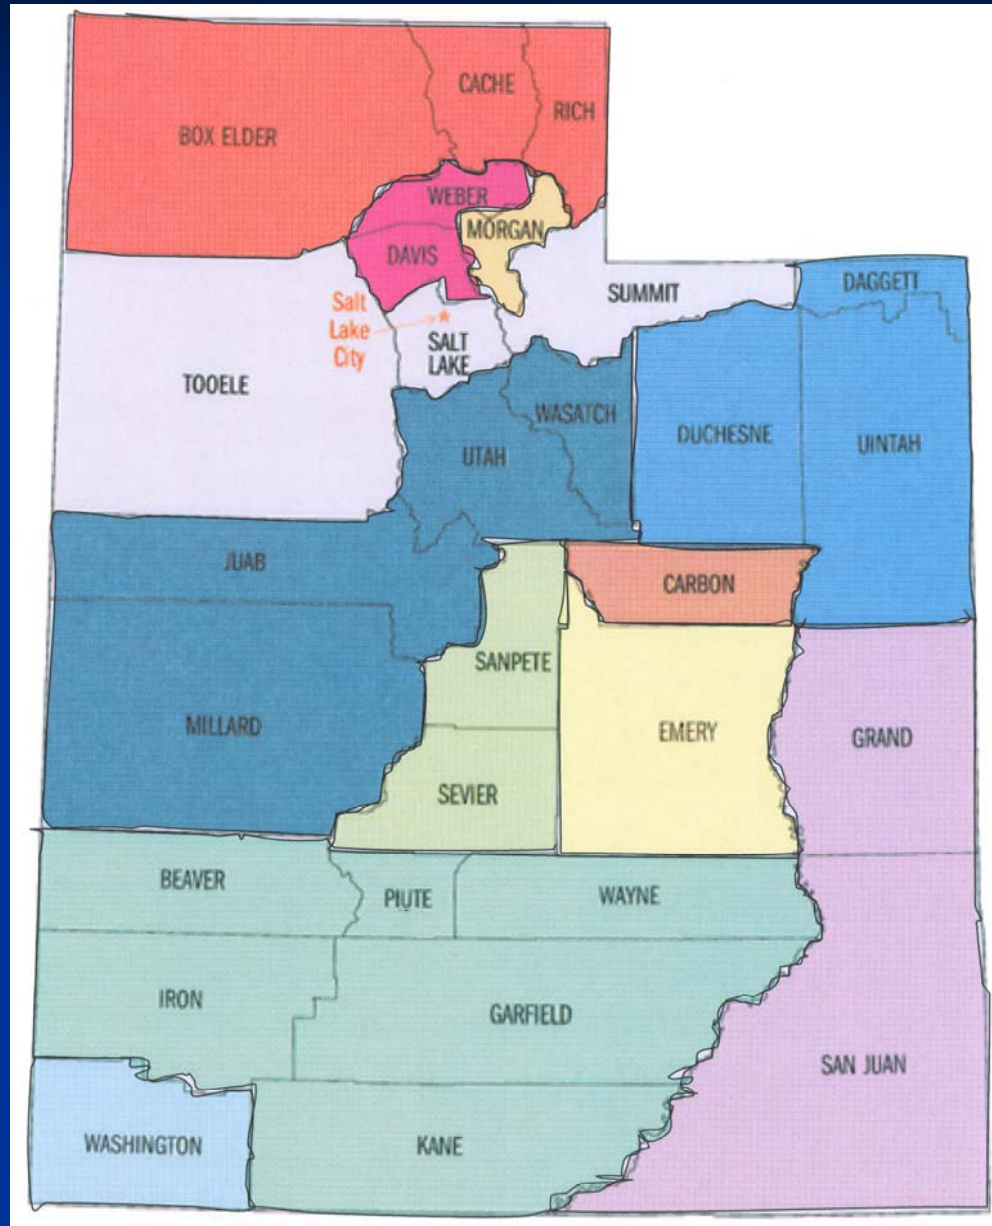 CACHE
RICH
BOX ELDER
WEBER
MORGAN
DAVIS
DAGGETT
SUMMIT
Salt
Lake
City
SALT
LAKE
TOOELE
WASATCH
DUCHESNE
UINTAH
UTAH
JUAB
CARBON
SANPETE
MILLARD
EMERY
GRAND
SEVIER
BEAVER
PIUTE
WAYNE
IRON
GARFIELD
SAN JUAN
WASHINGTON
KANE